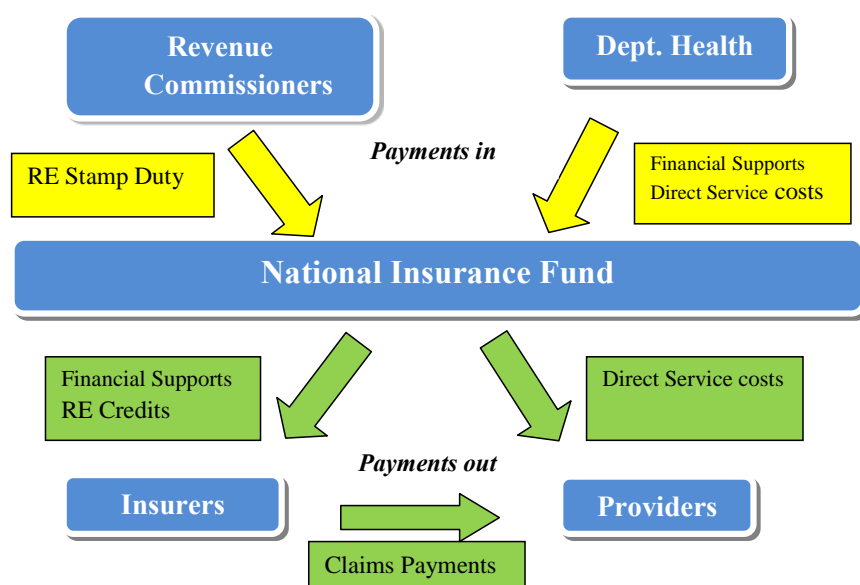 Revenue
Commissioners
Dept. Health
Payments in
RE Stamp Duty
Financial Supports
Direct Service costs
National Insurance Fund
Financial Supports
RE Credits
Direct Service costs
Payments out
Insurers
Providers
Claims Payments